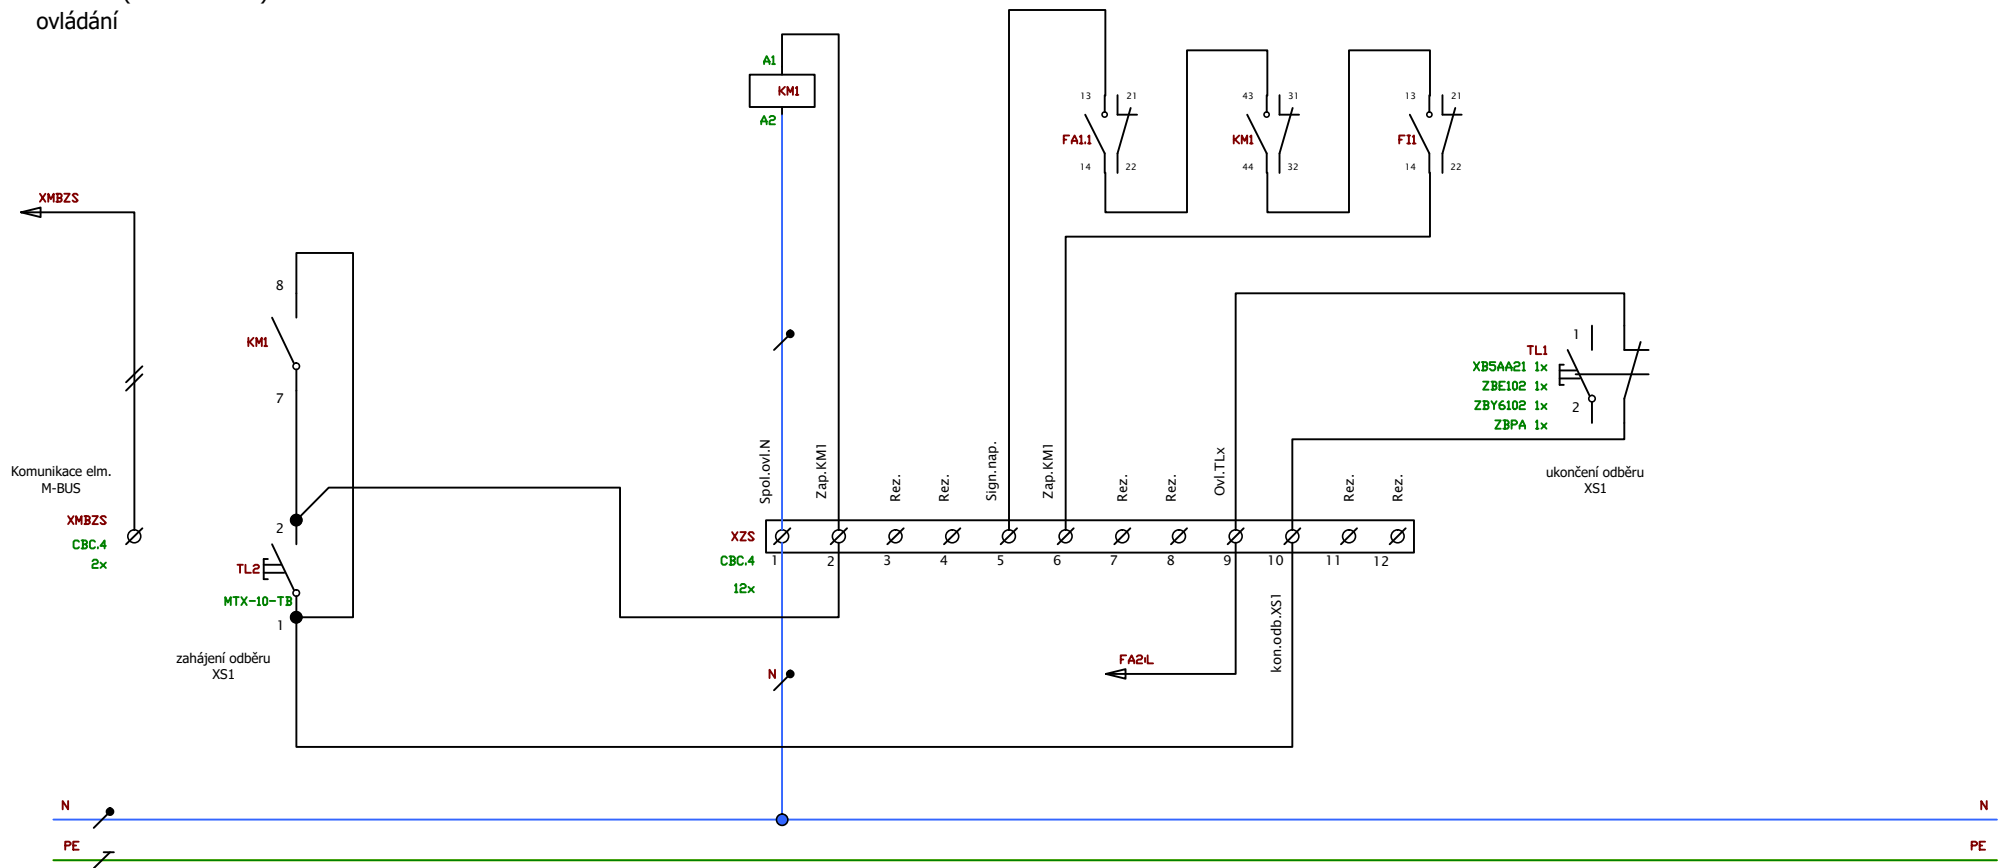 ovládání
A1
KM1
A2
13
21
FA1.1
14
22
43
31
KM1
44
32
13
21
FI1
14
22
XMBZS
8
KM1
7
Komunikace elm.
M-BUS
XMBZS
CBC.4
2x
2
TL2
MTX-10-TB
1
zahájení odběru
XS1
1
TL1
XB5AA21 1x
ZBE102 1x
ZBY6102 1x
ZBPA 1x
2
ukončení odběru
XS1
Spol.ovl.N
Zap.KM1
Rez.
Rez.
Sign.nap.
Zap.KM1
Rez.
Rez.
Ovl.TLx
Rez.
Rez.
XZS
CBC.4
12x
1
2
3
4
5
6
7
8
9
10
11
12
kon.odb.XS1
FA2:L
N
N
N
PE
PE